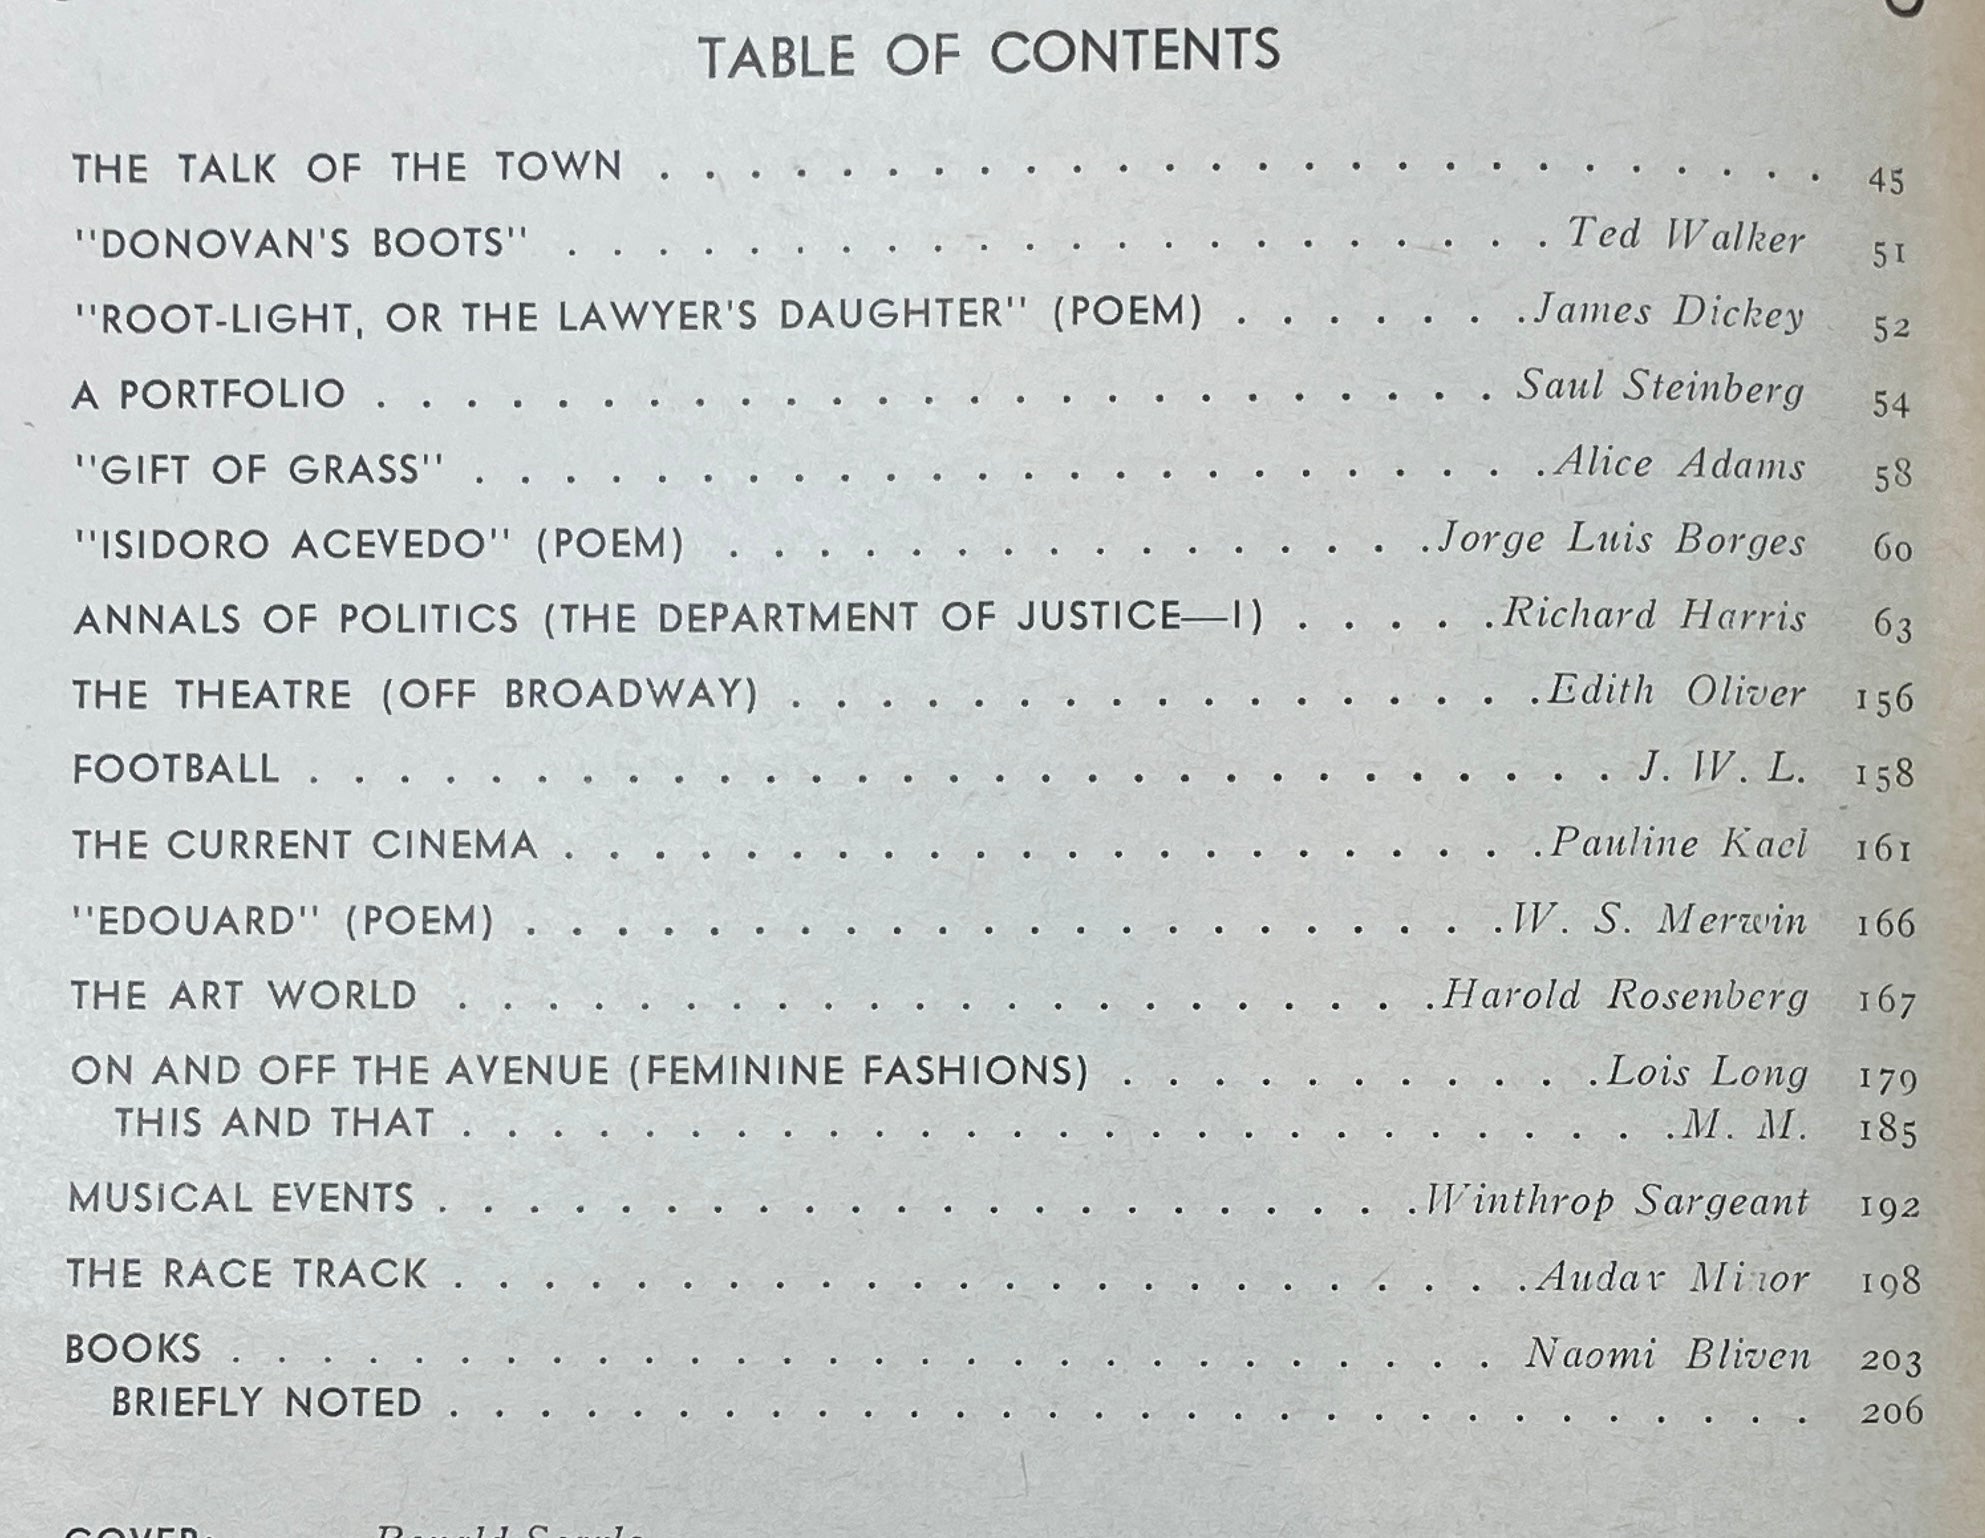 TABLE OF CONTENTS
THE TALK OF THE TOWN . . . . . . . . . . . . . . . . . . . . . . . . . . 45
"DONOVAN'S BOOTS" . . . . . . . . . . . . . . . . . . . . . . Ted Walker 51
"ROOT-LIGHT, OR THE LAWYER'S DAUGHTER" (POEM) . . . . . . . James Dickey 52
A PORTFOLIO . . . . . . . . . . . . . . . . . . . . . . . . . Saul Steinberg 54
"GIFT OF GRASS" . . . . . . . . . . . . . . . . . . . . . . . . Alice Adams 58
"ISIDORO ACEVEDO" (POEM) . . . . . . . . . . . . . . . . Jorge Luis Borges 60
ANNALS OF POLITICS (THE DEPARTMENT OF JUSTICE—I) . . . . . Richard Harris 63
THE THEATRE (OFF BROADWAY) . . . . . . . . . . . . . . . . . Edith Oliver 156
FOOTBALL . . . . . . . . . . . . . . . . . . . . . . . . . . . . . J. W. L. 158
THE CURRENT CINEMA . . . . . . . . . . . . . . . . . . . . . . Pauline Kael 161
"EDOUARD" (POEM) . . . . . . . . . . . . . . . . . . . . . . W. S. Merwin 166
THE ART WORLD . . . . . . . . . . . . . . . . . . . . . . Harold Rosenberg 167
ON AND OFF THE AVENUE (FEMININE FASHIONS) . . . . . . . . . . . Lois Long 179
THIS AND THAT . . . . . . . . . . . . . . . . . . . . . . . . . . . M. M. 185
MUSICAL EVENTS . . . . . . . . . . . . . . . . . . . . . . Winthrop Sargeant 192
THE RACE TRACK . . . . . . . . . . . . . . . . . . . . . . . . Audax Minor 198
BOOKS . . . . . . . . . . . . . . . . . . . . . . . . . . . . Naomi Bliven 203
BRIEFLY NOTED . . . . . . . . . . . . . . . . . . . . . . . . . . . . . . 206
COVER: Ronald Searle